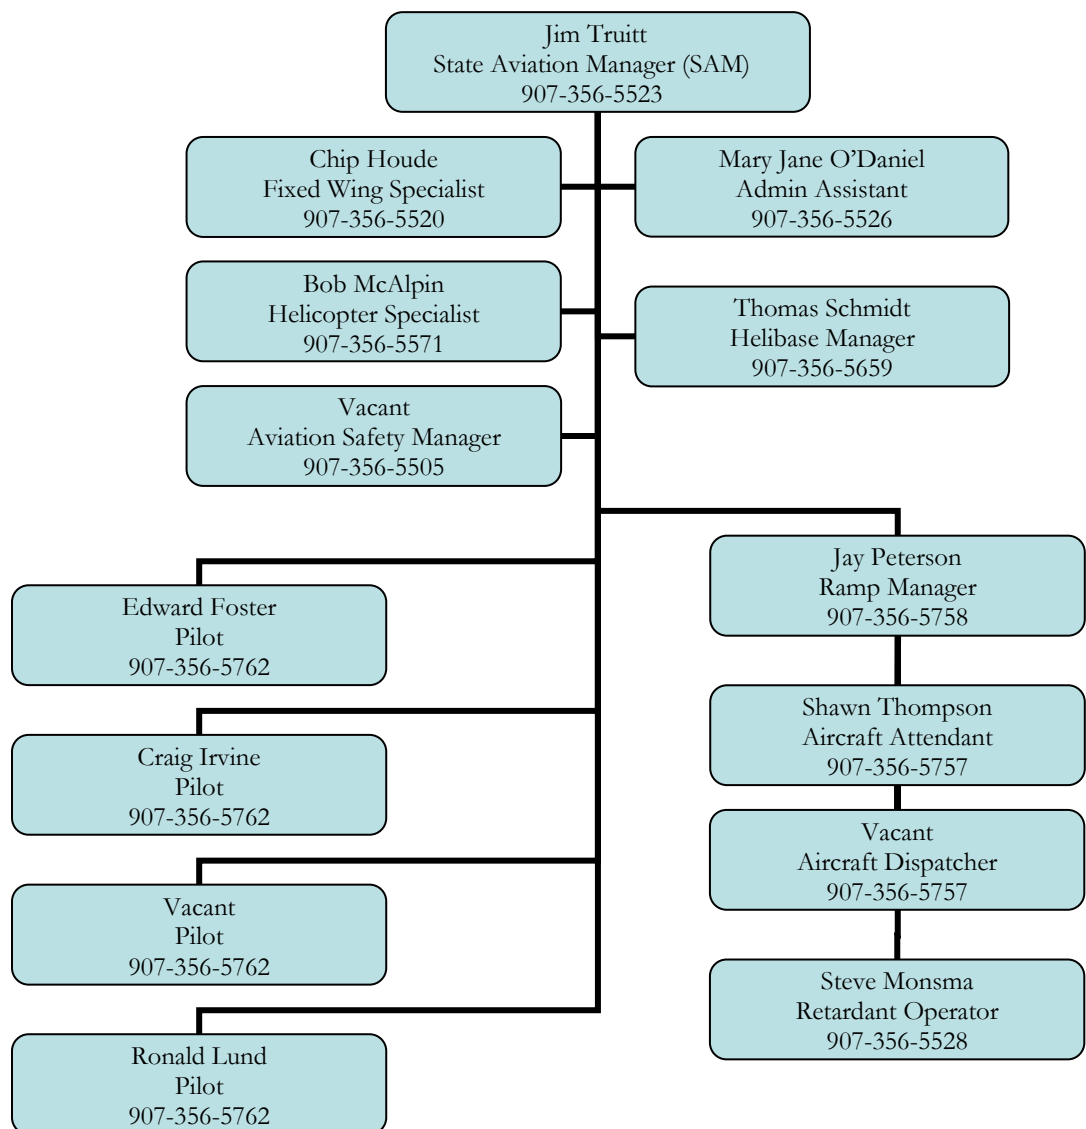 Jim Truitt
State Aviation Manager (SAM)
907-356-5523
Chip Houde
Fixed Wing Specialist
907-356-5520
Mary Jane O’Daniel
Admin Assistant
907-356-5526
Bob McAlpin
Helicopter Specialist
907-356-5571
Thomas Schmidt
Helibase Manager
907-356-5659
Vacant
Aviation Safety Manager
907-356-5505
Jay Peterson
Ramp Manager
907-356-5758
Edward Foster
Pilot
907-356-5762
Shawn Thompson
Aircraft Attendant
907-356-5757
Craig Irvine
Pilot
907-356-5762
Vacant
Aircraft Dispatcher
907-356-5757
Vacant
Pilot
907-356-5762
Steve Monsma
Retardant Operator
907-356-5528
Ronald Lund
Pilot
907-356-5762